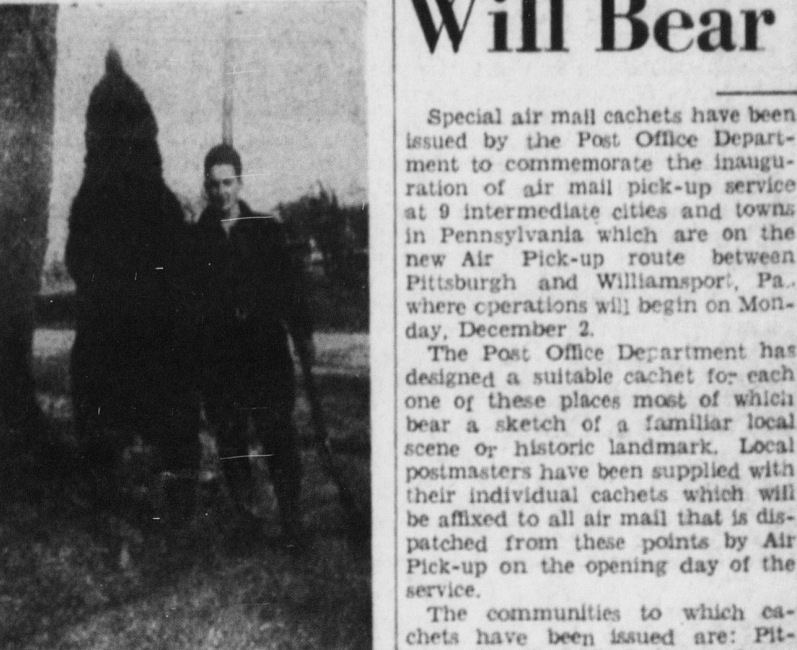 Will Bear
Special air mail cachets have been
issued by the Post Office Depart-
ment to commemorate the inaugu-
ration of air mail pick-up service
at 9 intermediate cities and towns
in Pennsylvania which are on the
new Air Pick-up route between
Pittsburgh and Williamsport, Pa.,
where operations will begin on Mon-
day, December 2.
The Post Office Department has
designed a suitable cachet for each
one of these places most of which
bear a sketch of a familiar local
scene or historic landmark. Local
postmasters have been supplied with
their individual cachets which will
be affixed to all air mail that is dis-
patched from these points by Air
Pick-up on the opening day of the
service.
The communities to which ca-
chets have been issued are: Pit-